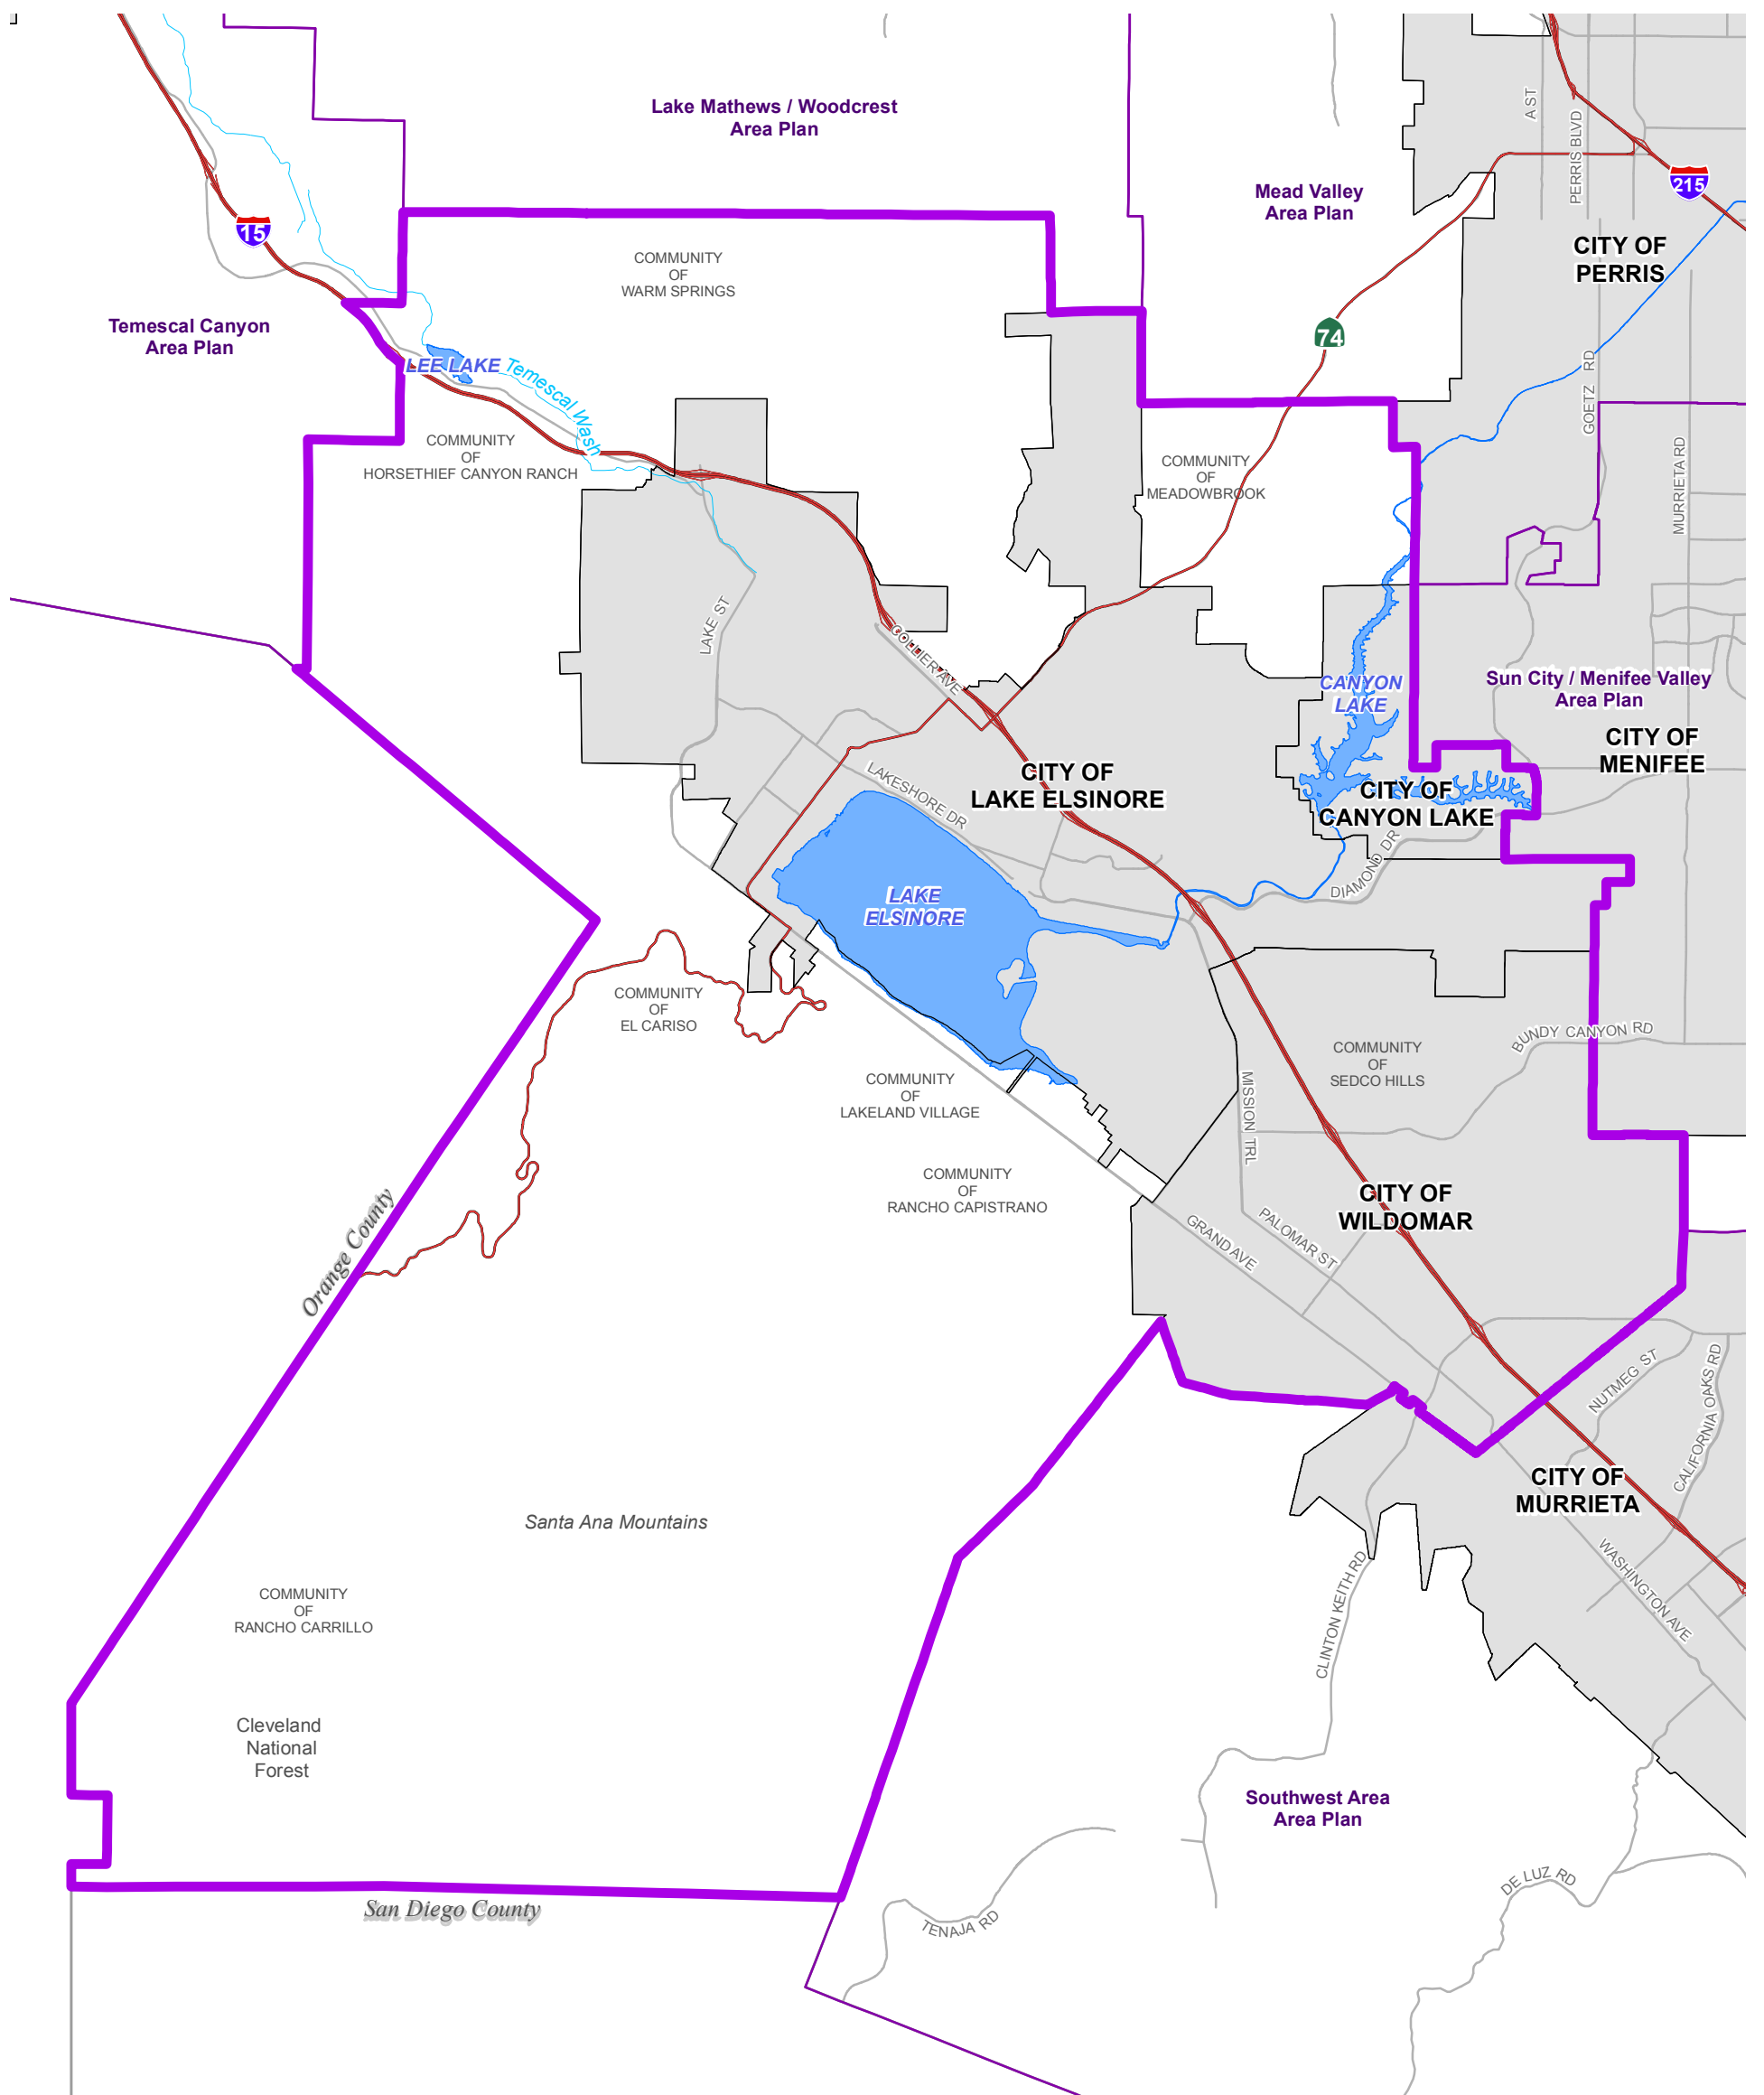 Lake Mathews / Woodcrest
Area Plan
A ST
PERRIS BLVD
Mead Valley
Area Plan
215
15
CITY OF
PERRIS
COMMUNITY
OF
WARM SPRINGS
Temescal Canyon
Area Plan
74
LEE LAKE
Temescal Wash
GOETZ RD
MURRIETA RD
COMMUNITY
OF
HORSETHIEF CANYON RANCH
COMMUNITY
OF
MEADOWBROOK
LAKE ST
COLLIER AVE
CANYON
LAKE
Sun City / Menifee Valley
Area Plan
CITY OF
MENIFEE
CITY OF
LAKE ELSINORE
LAKESHORE DR
CITY OF
CANYON LAKE
DIAMOND DR
LAKE
ELSINORE
COMMUNITY
OF
EL CARISO
BUNDY CANYON RD
COMMUNITY
OF
SEDCO HILLS
COMMUNITY
OF
LAKELAND VILLAGE
MISSION TRL
COMMUNITY
OF
RANCHO CAPISTRANO
CITY OF
WILDOMAR
Orange County
GRAND AVE
PALOMAR ST
NUTMEG ST
CALIFORNIA OAKS RD
CITY OF
MURRIETA
Santa Ana Mountains
WASHINGTON AVE
CLINTON KEITH RD
COMMUNITY
OF
RANCHO CARRILLO
Cleveland
National
Forest
Southwest Area
Area Plan
DE LUZ RD
San Diego County
TENAJA RD